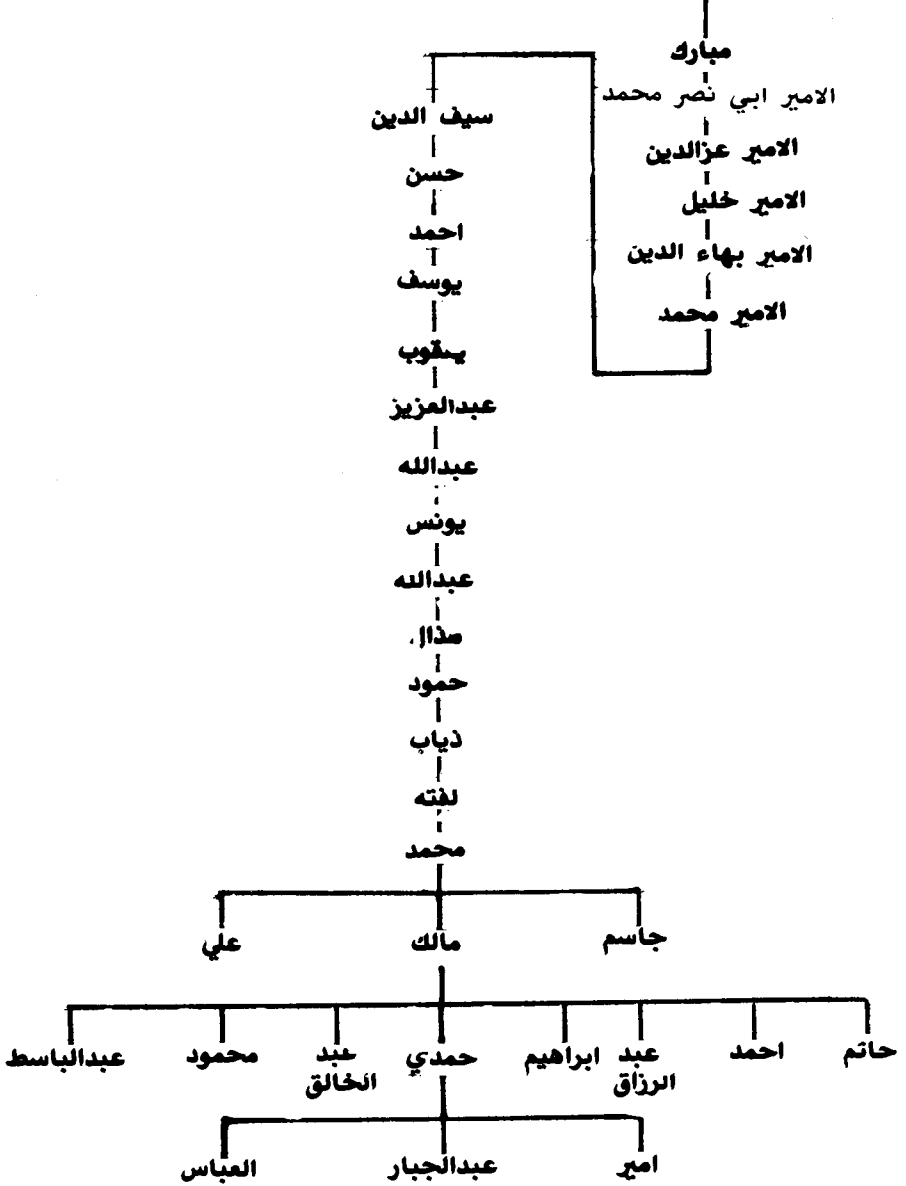 مبارك
الامير ابي نصر محمد
الامير عزالدين
الامير خليل
الامير بهاء الدين
الامير محمد
سيف الدين
حسن
احمد
يوسف
يعقوب
عبدالعزيز
عبدالله
يونس
عبدالله
حمود
ذياب
لفته
محمد
جاسم
مالك
علي
حاتم
احمد
عبد الرزاق
ابراهيم
حمدي
عبد الخالق
محمود
عبدالباسط
امير
عبدالجبار
العباس